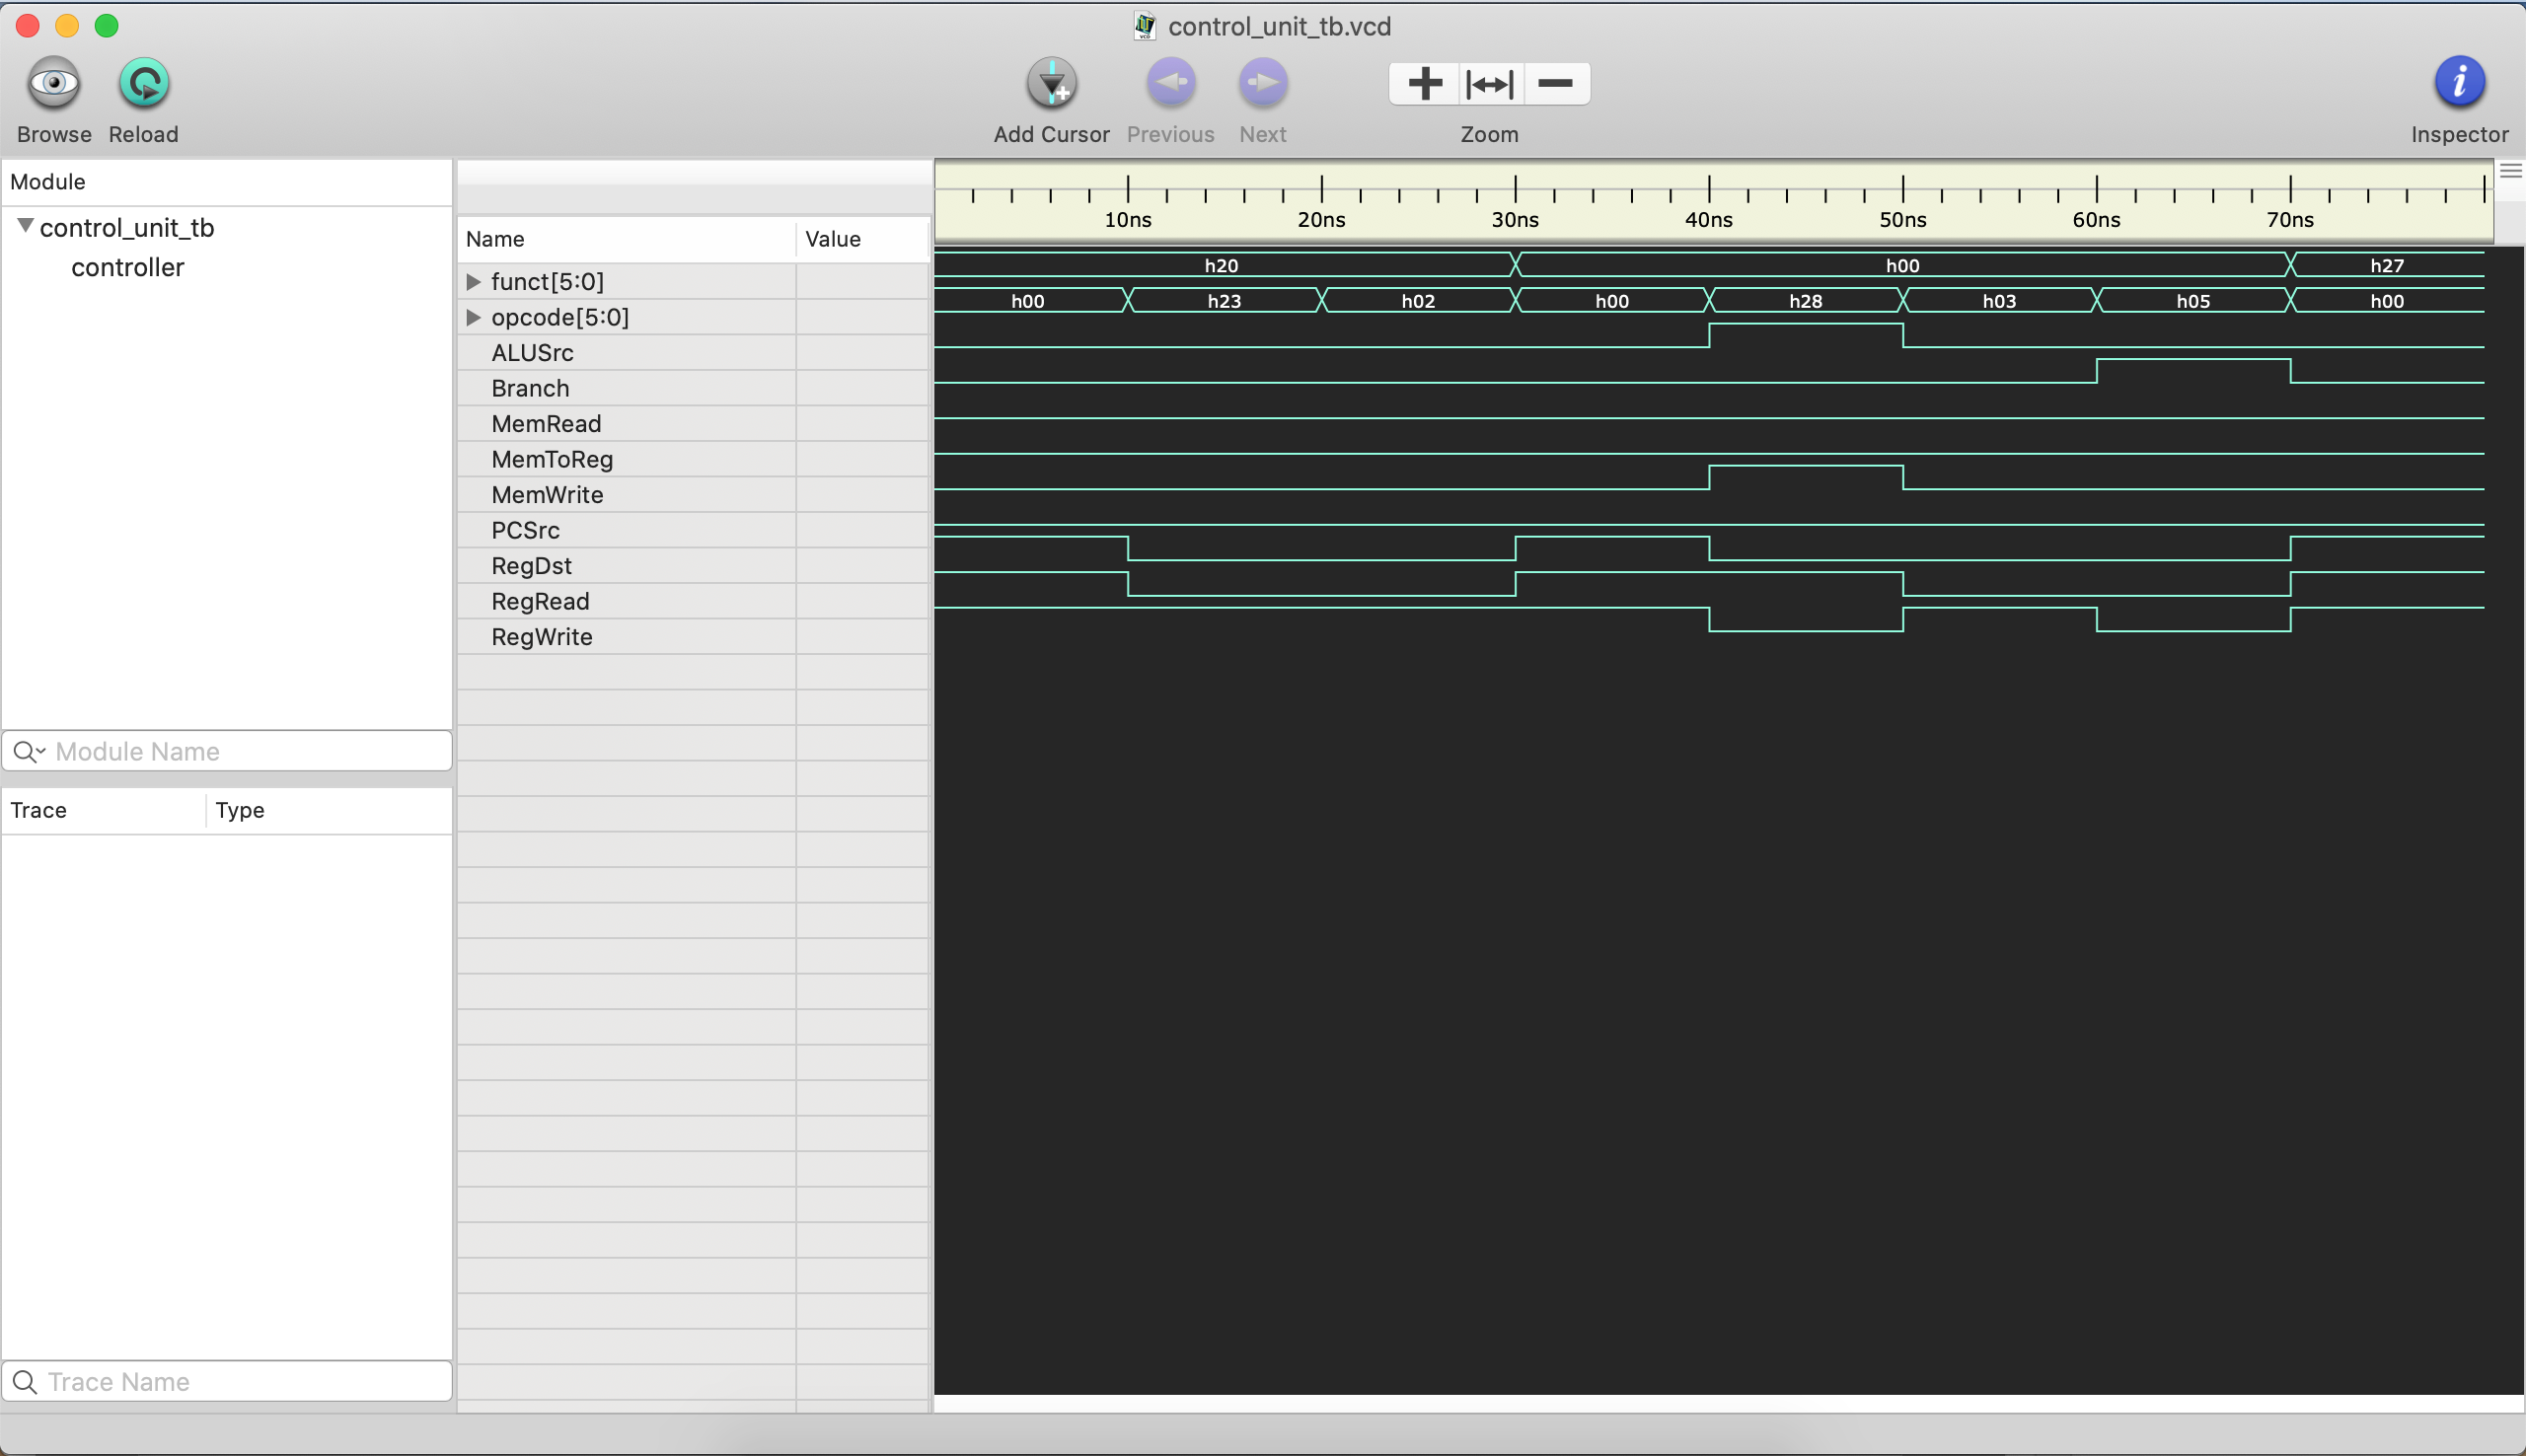 control_unit_tb.vcd
Browse Reload Add Cursor Previous Next Zoom Inspector
Module
control_unit_tb
controller
Module Name
Trace Type
Trace Name
Name Value
10ns 20ns 30ns 40ns 50ns 60ns 70ns
funct[5:0] h20 h00 h27
opcode[5:0] h00 h23 h02 h00 h28 h03 h05 h00
ALUSrc
Branch
MemRead
MemToReg
MemWrite
PCSrc
RegDst
RegRead
RegWrite